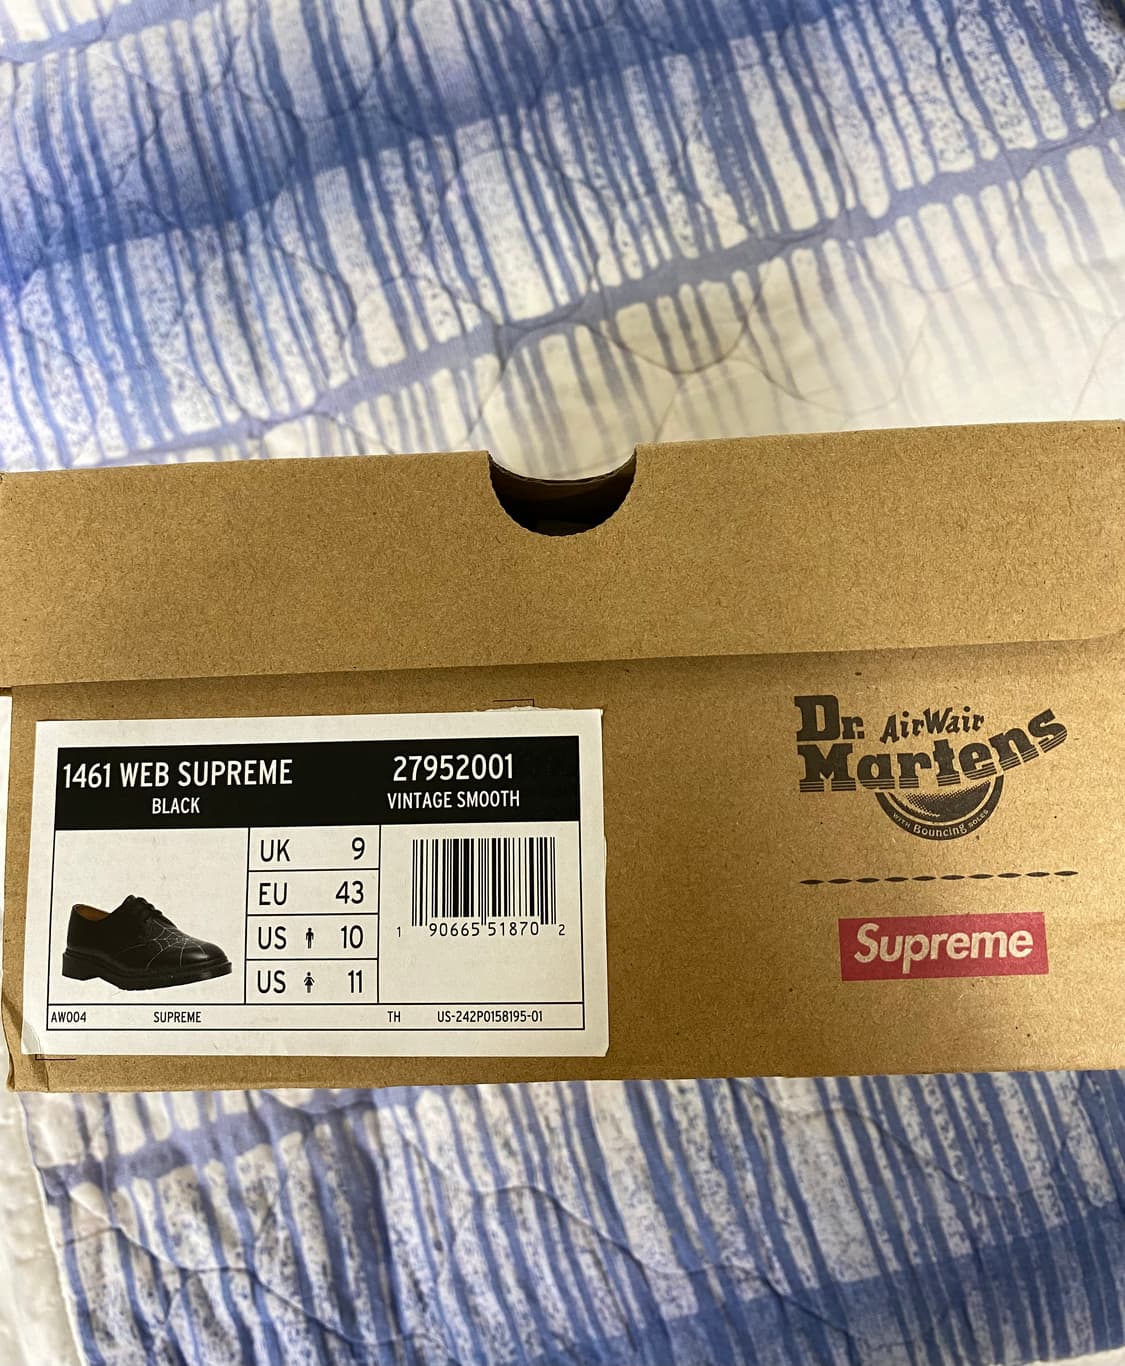 1461 WEB SUPREME
BLACK
27952001
VINTAGE SMOOTH
UK 9
EU 43
US 10
US 11
1 90665 51870 2
AW004 SUPREME TH US-242P0158195-01
Dr. AirWair
Martens
WITH Bouncing SOLES
Supreme